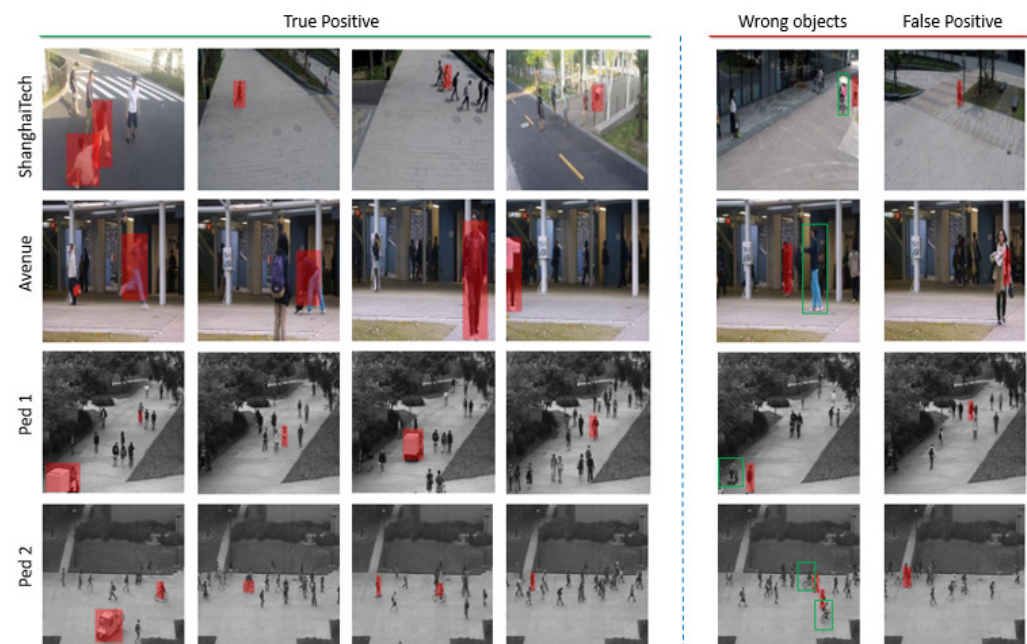 True Positive
Wrong objects
False Positive
ShanghaiTech
Avenue
Ped 1
Ped 2